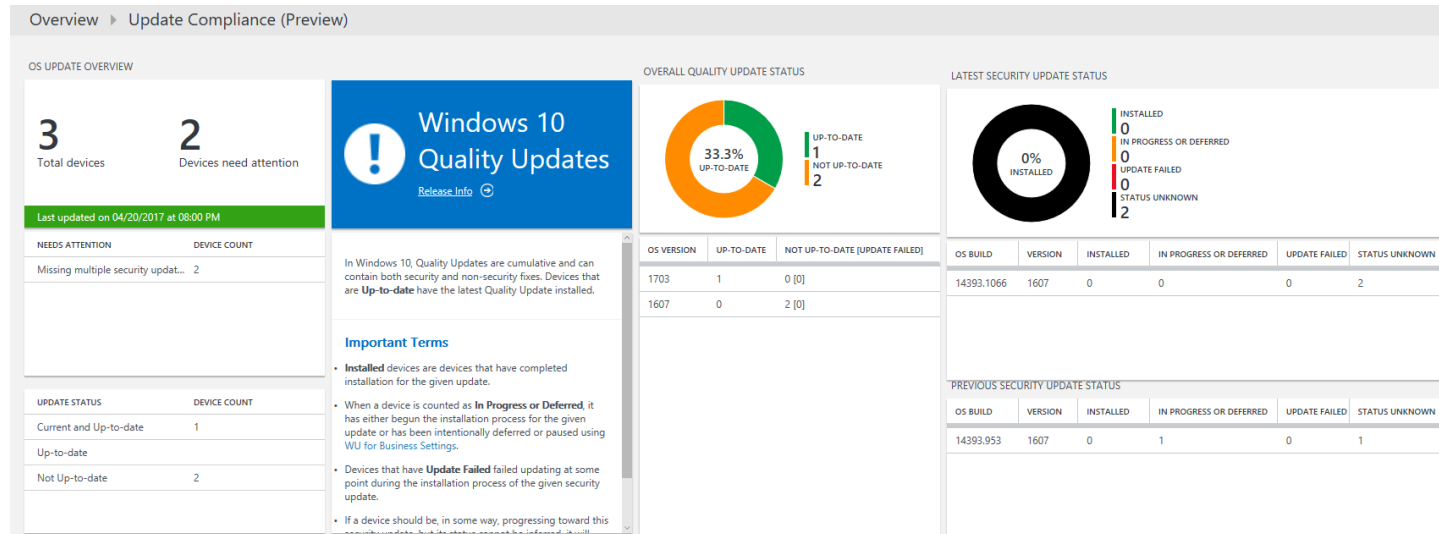 Overview ▸ Update Compliance (Preview)
OS UPDATE OVERVIEW
3
Total devices
2
Devices need attention
Last updated on 04/20/2017 at 08:00 PM
NEEDS ATTENTION DEVICE COUNT
Missing multiple security updat... 2
UPDATE STATUS DEVICE COUNT
Current and Up-to-date 1
Up-to-date
Not Up-to-date 2
Windows 10
Quality Updates
Release Info
In Windows 10, Quality Updates are cumulative and can
contain both security and non-security fixes. Devices that
are Up-to-date have the latest Quality Update installed.
Important Terms
• Installed devices are devices that have completed
installation for the given update.
• When a device is counted as In Progress or Deferred, it
has either begun the installation process for the given
update or has been intentionally deferred or paused using
WU for Business Settings.
• Devices that have Update Failed failed updating at some
point during the installation process of the given security
update.
• If a device should be, in some way, progressing toward this
security update, but its status cannot be inferred, it will
OVERALL QUALITY UPDATE STATUS
33.3%
UP-TO-DATE
UP-TO-DATE
1
NOT UP-TO-DATE
2
OS VERSION UP-TO-DATE NOT UP-TO-DATE [UPDATE FAILED]
1703 1 0 [0]
1607 0 2 [0]
LATEST SECURITY UPDATE STATUS
0%
INSTALLED
INSTALLED
0
IN PROGRESS OR DEFERRED
0
UPDATE FAILED
0
STATUS UNKNOWN
2
OS BUILD VERSION INSTALLED IN PROGRESS OR DEFERRED UPDATE FAILED STATUS UNKNOWN
14393.1066 1607 0 0 0 2
PREVIOUS SECURITY UPDATE STATUS
OS BUILD VERSION INSTALLED IN PROGRESS OR DEFERRED UPDATE FAILED STATUS UNKNOWN
14393.953 1607 0 1 0 1